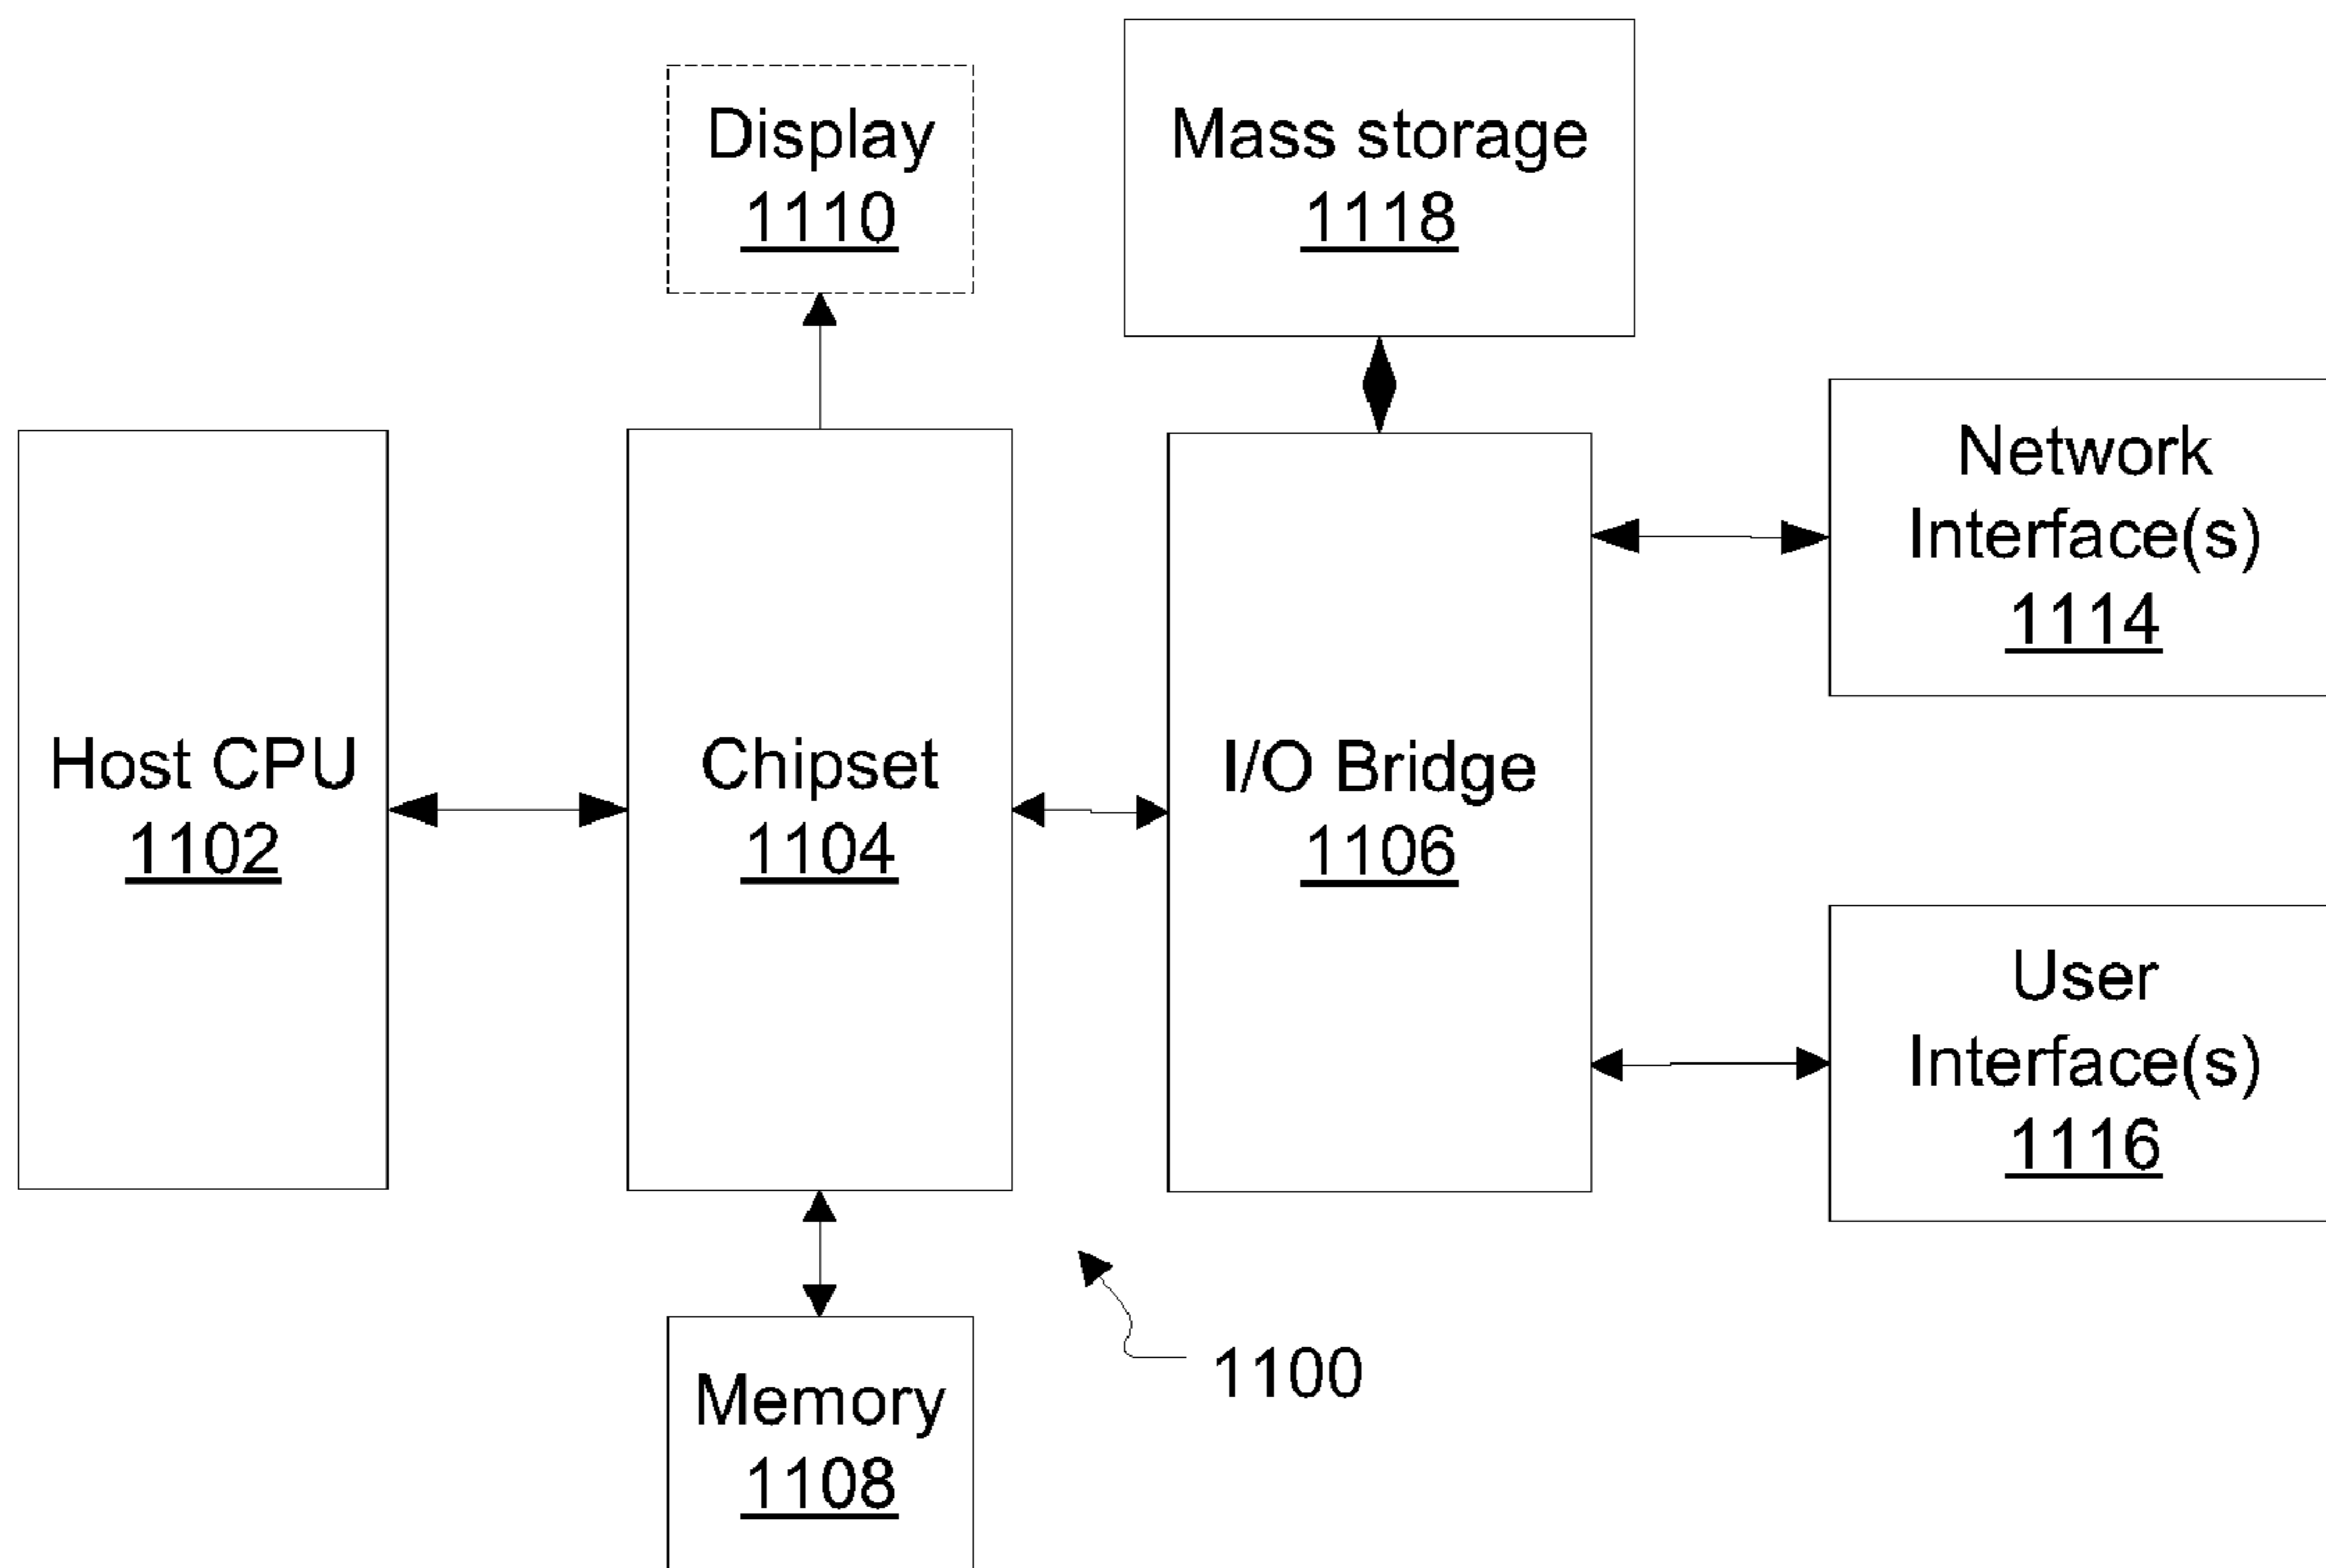 Display
1110
Mass storage
1118
Network
Interface(s)
1114
Host CPU
1102
Chipset
1104
I/O Bridge
1106
User
Interface(s)
1116
1100
Memory
1108